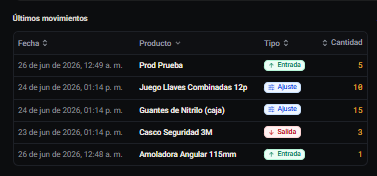 Últimos movimientos
Fecha Producto Tipo Cantidad
26 de jun de 2026, 12:49 a. m. Prod Prueba Entrada 5
24 de jun de 2026, 01:14 p. m. Juego Llaves Combinadas 12p Ajuste 10
24 de jun de 2026, 01:14 p. m. Guantes de Nitrilo (caja) Ajuste 15
23 de jun de 2026, 01:14 p. m. Casco Seguridad 3M Salida 3
26 de jun de 2026, 12:48 a. m. Amoladora Angular 115mm Entrada 1